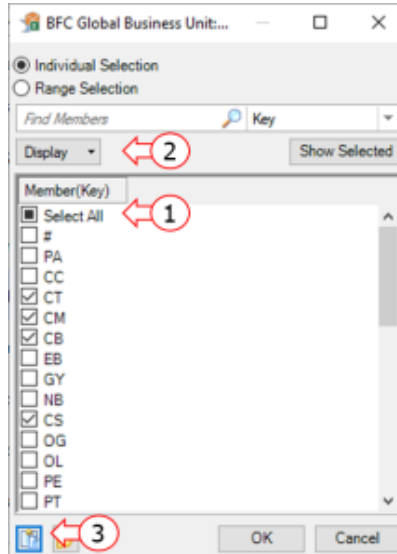 BFC Global Business Unit:...
Individual Selection
Range Selection
Find Members Key
Display 2 Show Selected
Member(Key)
Select All 1
#
PA
CC
CT
CM
CB
EB
GY
NB
CS
OG
OL
PE
PT
3 OK Cancel